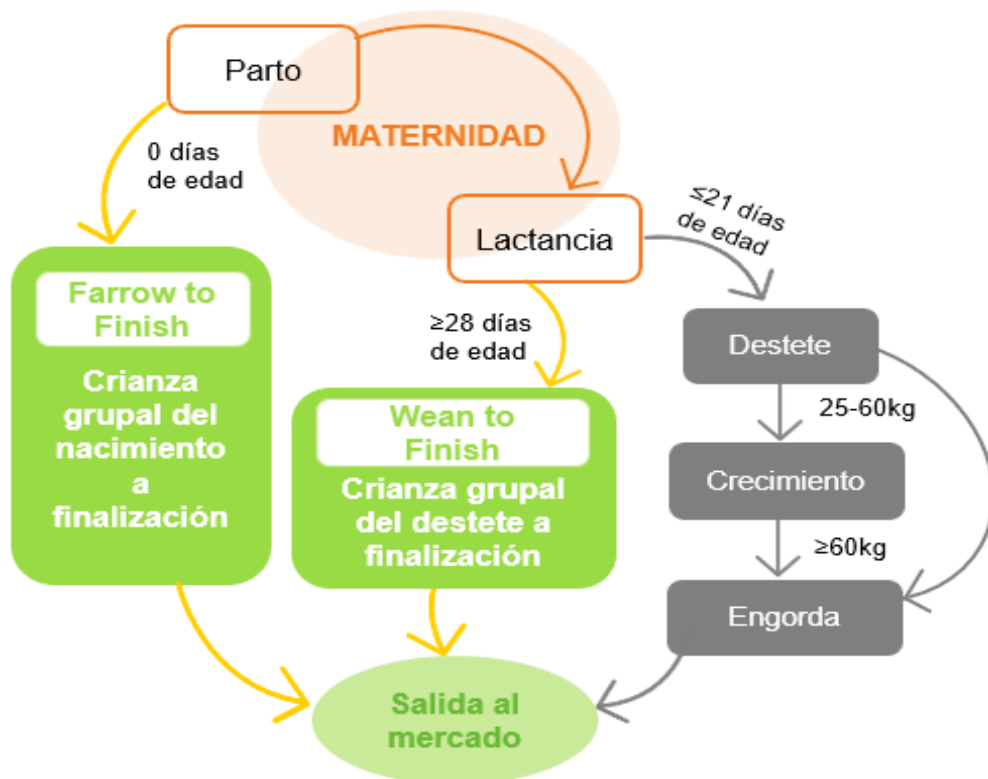 Parto
MATERNIDAD
0 días
de edad
Lactancia
≤21 días
de edad
Farrow to
Finish
Crianza
grupal del
nacimiento
a
finalización
≥28 días
de edad
Wean to
Finish
Crianza grupal
del destete a
finalización
Destete
25-60kg
Crecimiento
≥60kg
Engorda
Salida al
mercado